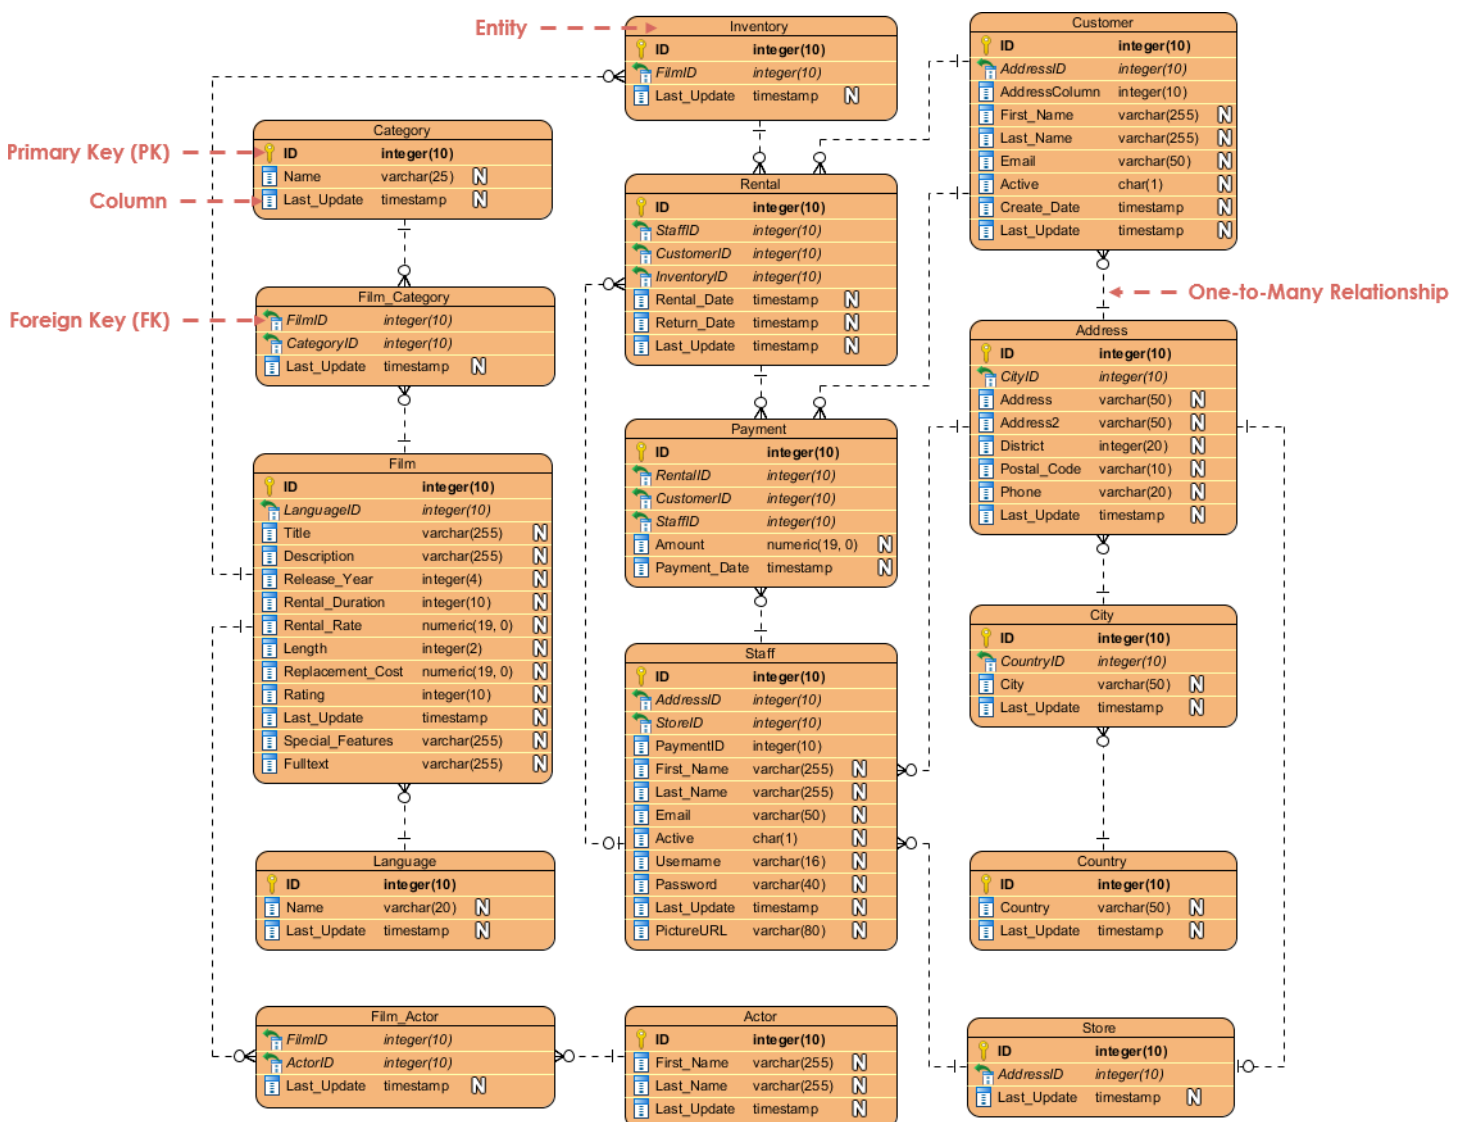 Entity
Inventory
ID integer(10)
FilmID integer(10)
Last_Update timestamp N
Customer
ID integer(10)
AddressID integer(10)
AddressColumn integer(10)
First_Name varchar(255) N
Last_Name varchar(255) N
Email varchar(50) N
Active char(1) N
Create_Date timestamp N
Last_Update timestamp N
Primary Key (PK)
Column
Category
ID integer(10)
Name varchar(25) N
Last_Update timestamp N
Rental
ID integer(10)
StaffID integer(10)
CustomerID integer(10)
InventoryID integer(10)
Rental_Date timestamp N
Return_Date timestamp N
Last_Update timestamp N
One-to-Many Relationship
Foreign Key (FK)
Film_Category
FilmID integer(10)
CategoryID integer(10)
Last_Update timestamp N
Address
ID integer(10)
CityID integer(10)
Address varchar(50) N
Address2 varchar(50) N
District integer(20) N
Postal_Code varchar(10) N
Phone varchar(20) N
Last_Update timestamp N
Payment
ID integer(10)
RentalID integer(10)
CustomerID integer(10)
StaffID integer(10)
Amount numeric(19, 0) N
Payment_Date timestamp N
Film
ID integer(10)
LanguageID integer(10)
Title varchar(255) N
Description varchar(255) N
Release_Year integer(4) N
Rental_Duration integer(10) N
Rental_Rate numeric(19, 0) N
Length integer(2) N
Replacement_Cost numeric(19, 0) N
Rating integer(10) N
Last_Update timestamp N
Special_Features varchar(255) N
Fulltext varchar(255) N
City
ID integer(10)
CountryID integer(10)
City varchar(50) N
Last_Update timestamp N
Staff
ID integer(10)
AddressID integer(10)
StoreID integer(10)
PaymentID integer(10)
First_Name varchar(255) N
Last_Name varchar(255) N
Email varchar(50) N
Active char(1) N
Username varchar(16) N
Password varchar(40) N
Last_Update timestamp N
PictureURL varchar(80) N
Language
ID integer(10)
Name varchar(20) N
Last_Update timestamp N
Country
ID integer(10)
Country varchar(50) N
Last_Update timestamp N
Film_Actor
FilmID integer(10)
ActorID integer(10)
Last_Update timestamp N
Actor
ID integer(10)
First_Name varchar(255) N
Last_Name varchar(255) N
Last_Update timestamp N
Store
ID integer(10)
AddressID integer(10)
Last_Update timestamp N